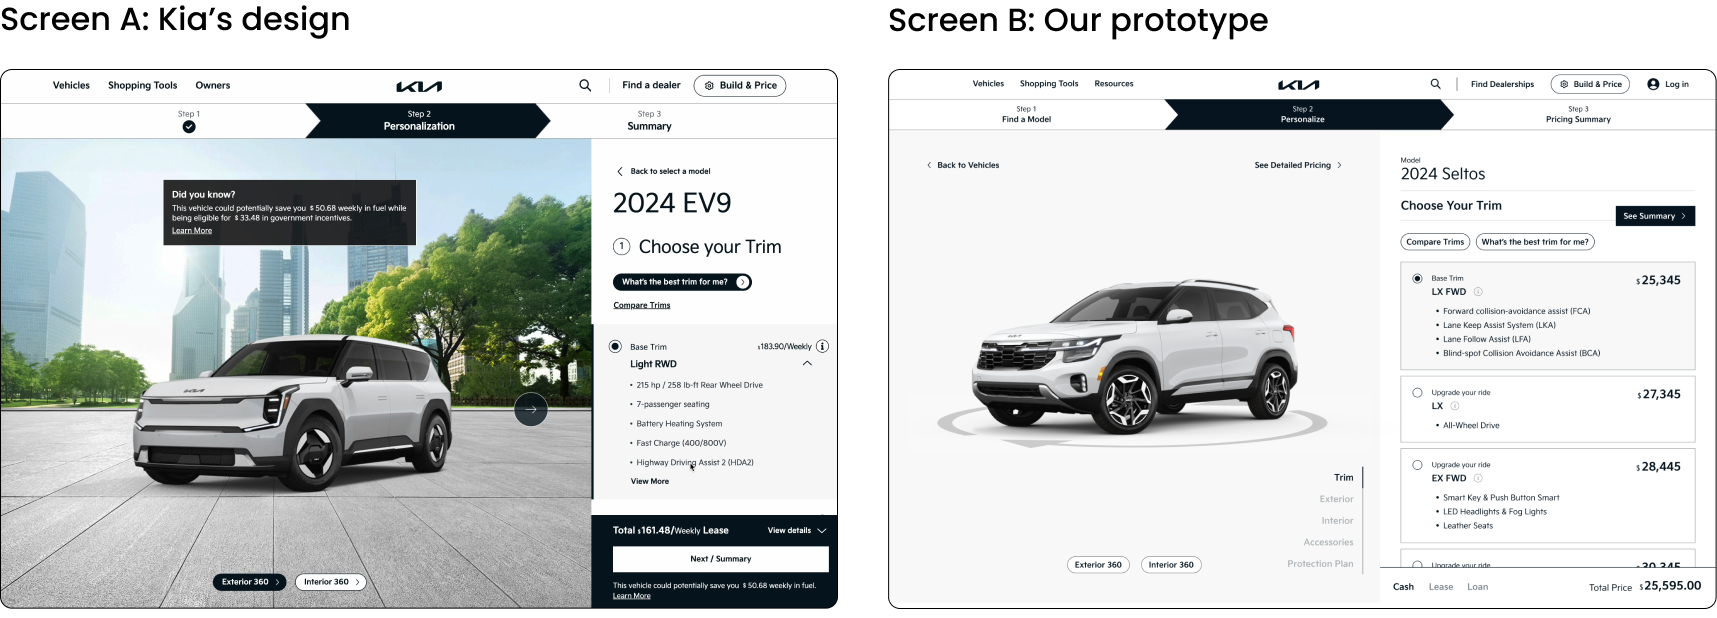 Screen A: Kia's design
Vehicles Shopping Tools Owners KIA Find a dealer Build & Price
Step 1
Step 2
Personalization
Step 3
Summary
Did you know?
This vehicle could potentially save you $50.68 weekly in fuel while
being eligible for $33.48 in government incentives.
Learn More
Exterior 360
Interior 360
Back to select a model
2024 EV9
1 Choose your Trim
What's the best trim for me?
Compare Trims
Base Trim $183.90/Weekly
Light RWD
• 215 hp / 258 lb-ft Rear Wheel Drive
• 7-passenger seating
• Battery Heating System
• Fast Charge (400/800V)
• Highway Driving Assist 2 (HDA2)
View More
Total $161.48/Weekly Lease View details
Next / Summary
This vehicle could potentially save you $50.68 weekly in fuel.
Learn More
Screen B: Our prototype
Vehicles Shopping Tools Resources KIA Find Dealerships Build & Price Log in
Step 1
Find a Model
Step 2
Personalize
Step 3
Pricing Summary
Back to Vehicles See Detailed Pricing
Trim
Exterior
Interior
Accessories
Protection Plan
Exterior 360 Interior 360
Model
2024 Seltos
Choose Your Trim
See Summary
Compare Trims What's the best trim for me?
Base Trim $25,345
LX FWD
• Forward collision-avoidance assist (FCA)
• Lane Keep Assist System (LKA)
• Lane Follow Assist (LFA)
• Blind-spot Collision Avoidance Assist (BCA)
Upgrade your ride $27,345
LX
• All-Wheel Drive
Upgrade your ride $28,445
EX FWD
• Smart Key & Push Button Smart
• LED Headlights & Fog Lights
• Leather Seats
Upgrade your ride 30,345
Cash Lease Loan Total Price $25,595.00